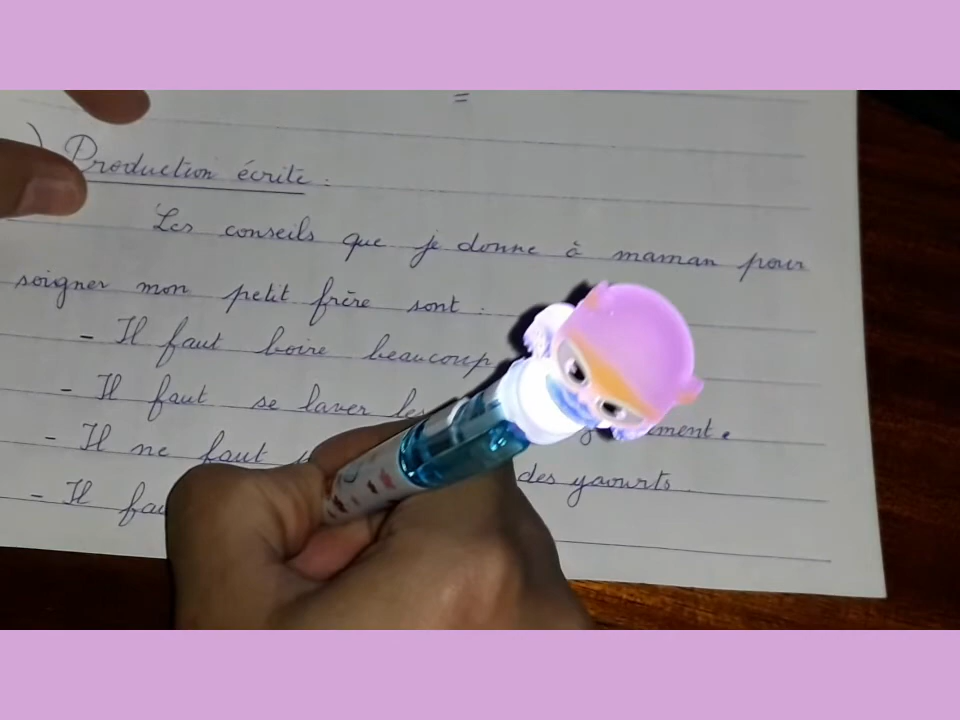 ) Production écrite :
Les conseils que je donne à maman pour
soigner mon petit frère sont :
- Il faut boire beaucoup
- Il faut se laver les
- Il ne faut des yaourts.
- Il